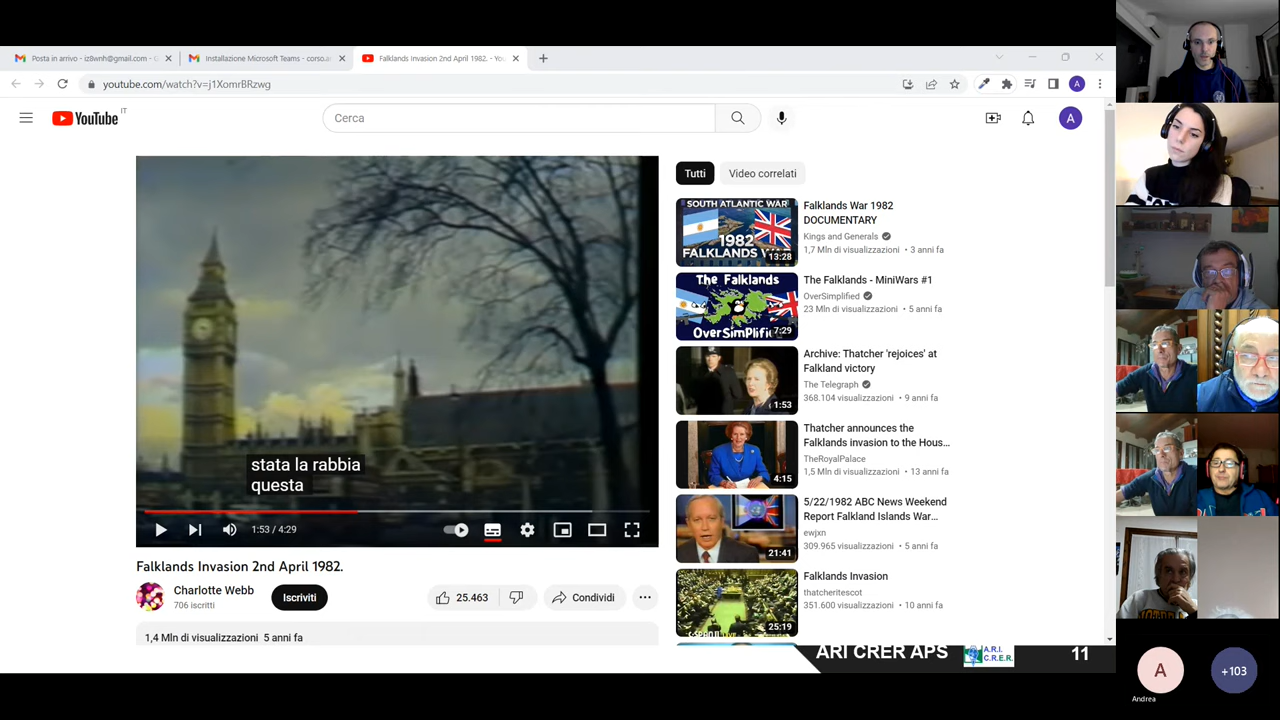 Posta in arrivo - iz8wnh@gmail.com -
Installazione Microsoft Teams - corso.a
Falklands Invasion 2nd April 1982. - Yo
youtube.com/watch?v=j1XomrBRzwg
A
YouTube IT
Cerca
A
Tutti
Video correlati
stata la rabbia
questa
1:53 / 4:29
Falklands Invasion 2nd April 1982.
Charlotte Webb
706 iscritti
Iscriviti
25.463
Condividi
1,4 Mln di visualizzazioni 5 anni fa
SOUTH ATLANTIC WAR
1982
FALKLANDS WA
13:28
Falklands War 1982
DOCUMENTARY
Kings and Generals
1,7 Mln di visualizzazioni • 3 anni fa
The Falklands
OverSimplifi
7:29
The Falklands - MiniWars #1
OverSimplified
23 Mln di visualizzazioni • 5 anni fa
1:53
Archive: Thatcher 'rejoices' at
Falkland victory
The Telegraph
368.104 visualizzazioni • 9 anni fa
4:15
Thatcher announces the
Falklands invasion to the Hous...
TheRoyalPalace
1,5 Mln di visualizzazioni • 13 anni fa
21:41
5/22/1982 ABC News Weekend
Report Falkland Islands War...
ewjxn
309.965 visualizzazioni • 5 anni fa
25:19
Falklands Invasion
thatcheritescot
351.600 visualizzazioni • 10 anni fa
ARI CRER APS
A.R.I.
C.R.E.R.
11
A
Andrea
+103